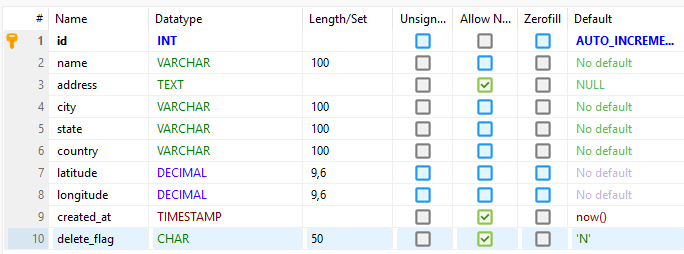 # Name Datatype Length/Set Unsign... Allow N... Zerofill Default
1 id INT AUTO_INCREME...
2 name VARCHAR 100 No default
3 address TEXT NULL
4 city VARCHAR 100 No default
5 state VARCHAR 100 No default
6 country VARCHAR 100 No default
7 latitude DECIMAL 9,6 No default
8 longitude DECIMAL 9,6 No default
9 created_at TIMESTAMP now()
10 delete_flag CHAR 50 'N'